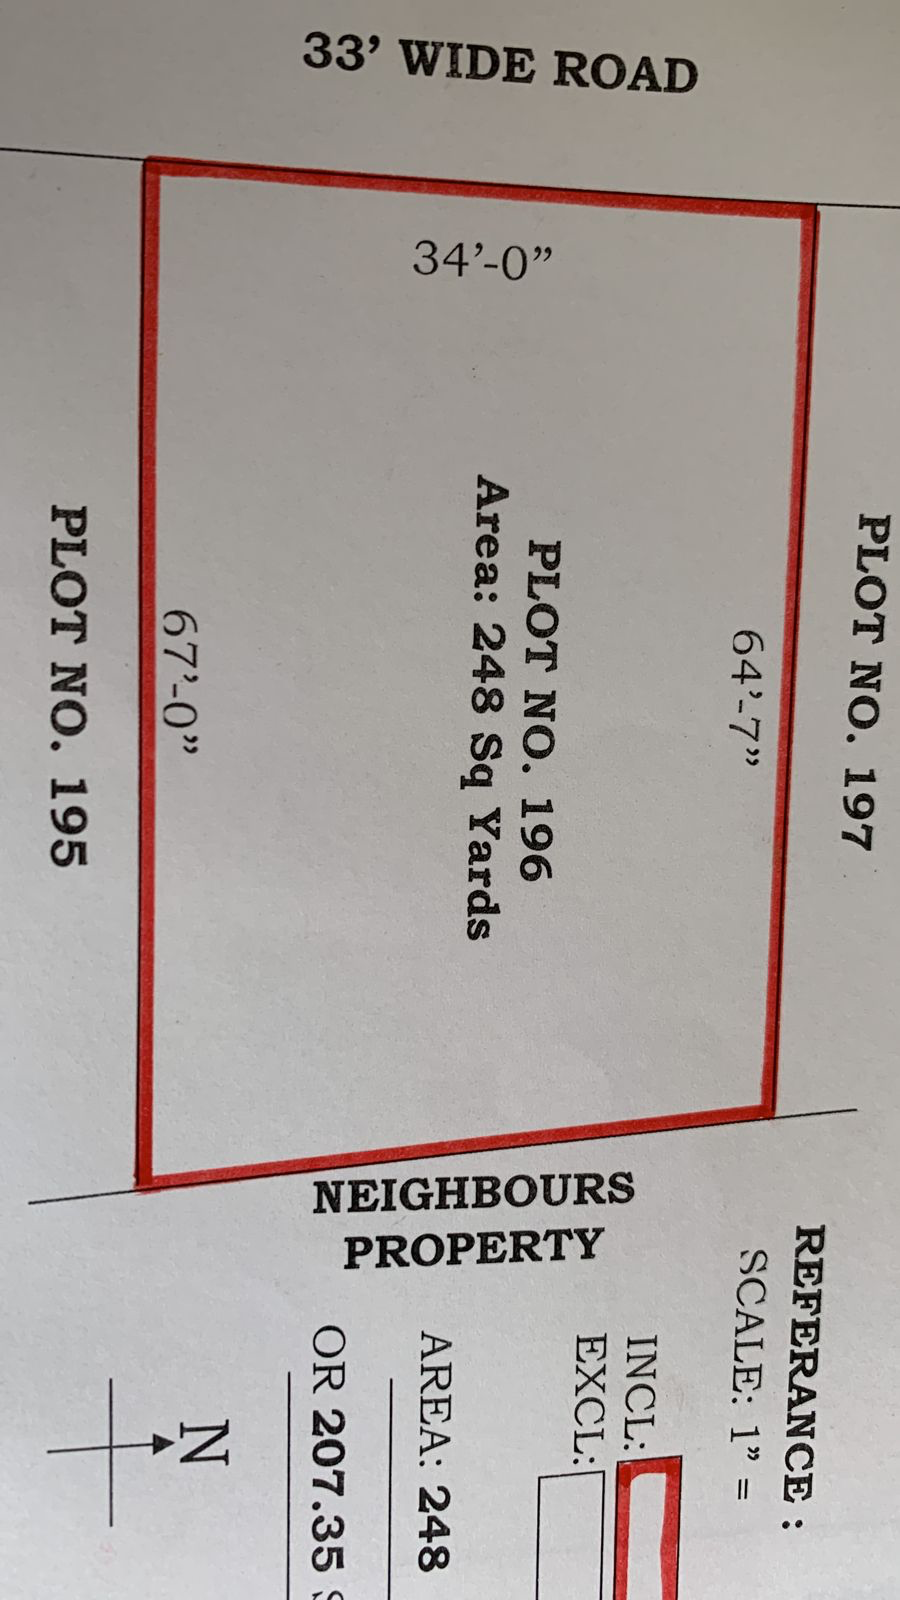 33’ WIDE ROAD
34’-0”
PLOT NO. 197
64’-7”
PLOT NO. 196
Area: 248 Sq Yards
67’-0”
PLOT NO. 195
NEIGHBOURS
PROPERTY
REFERANCE :
SCALE: 1” =
INCL:
EXCL:
AREA: 248
OR 207.35
N